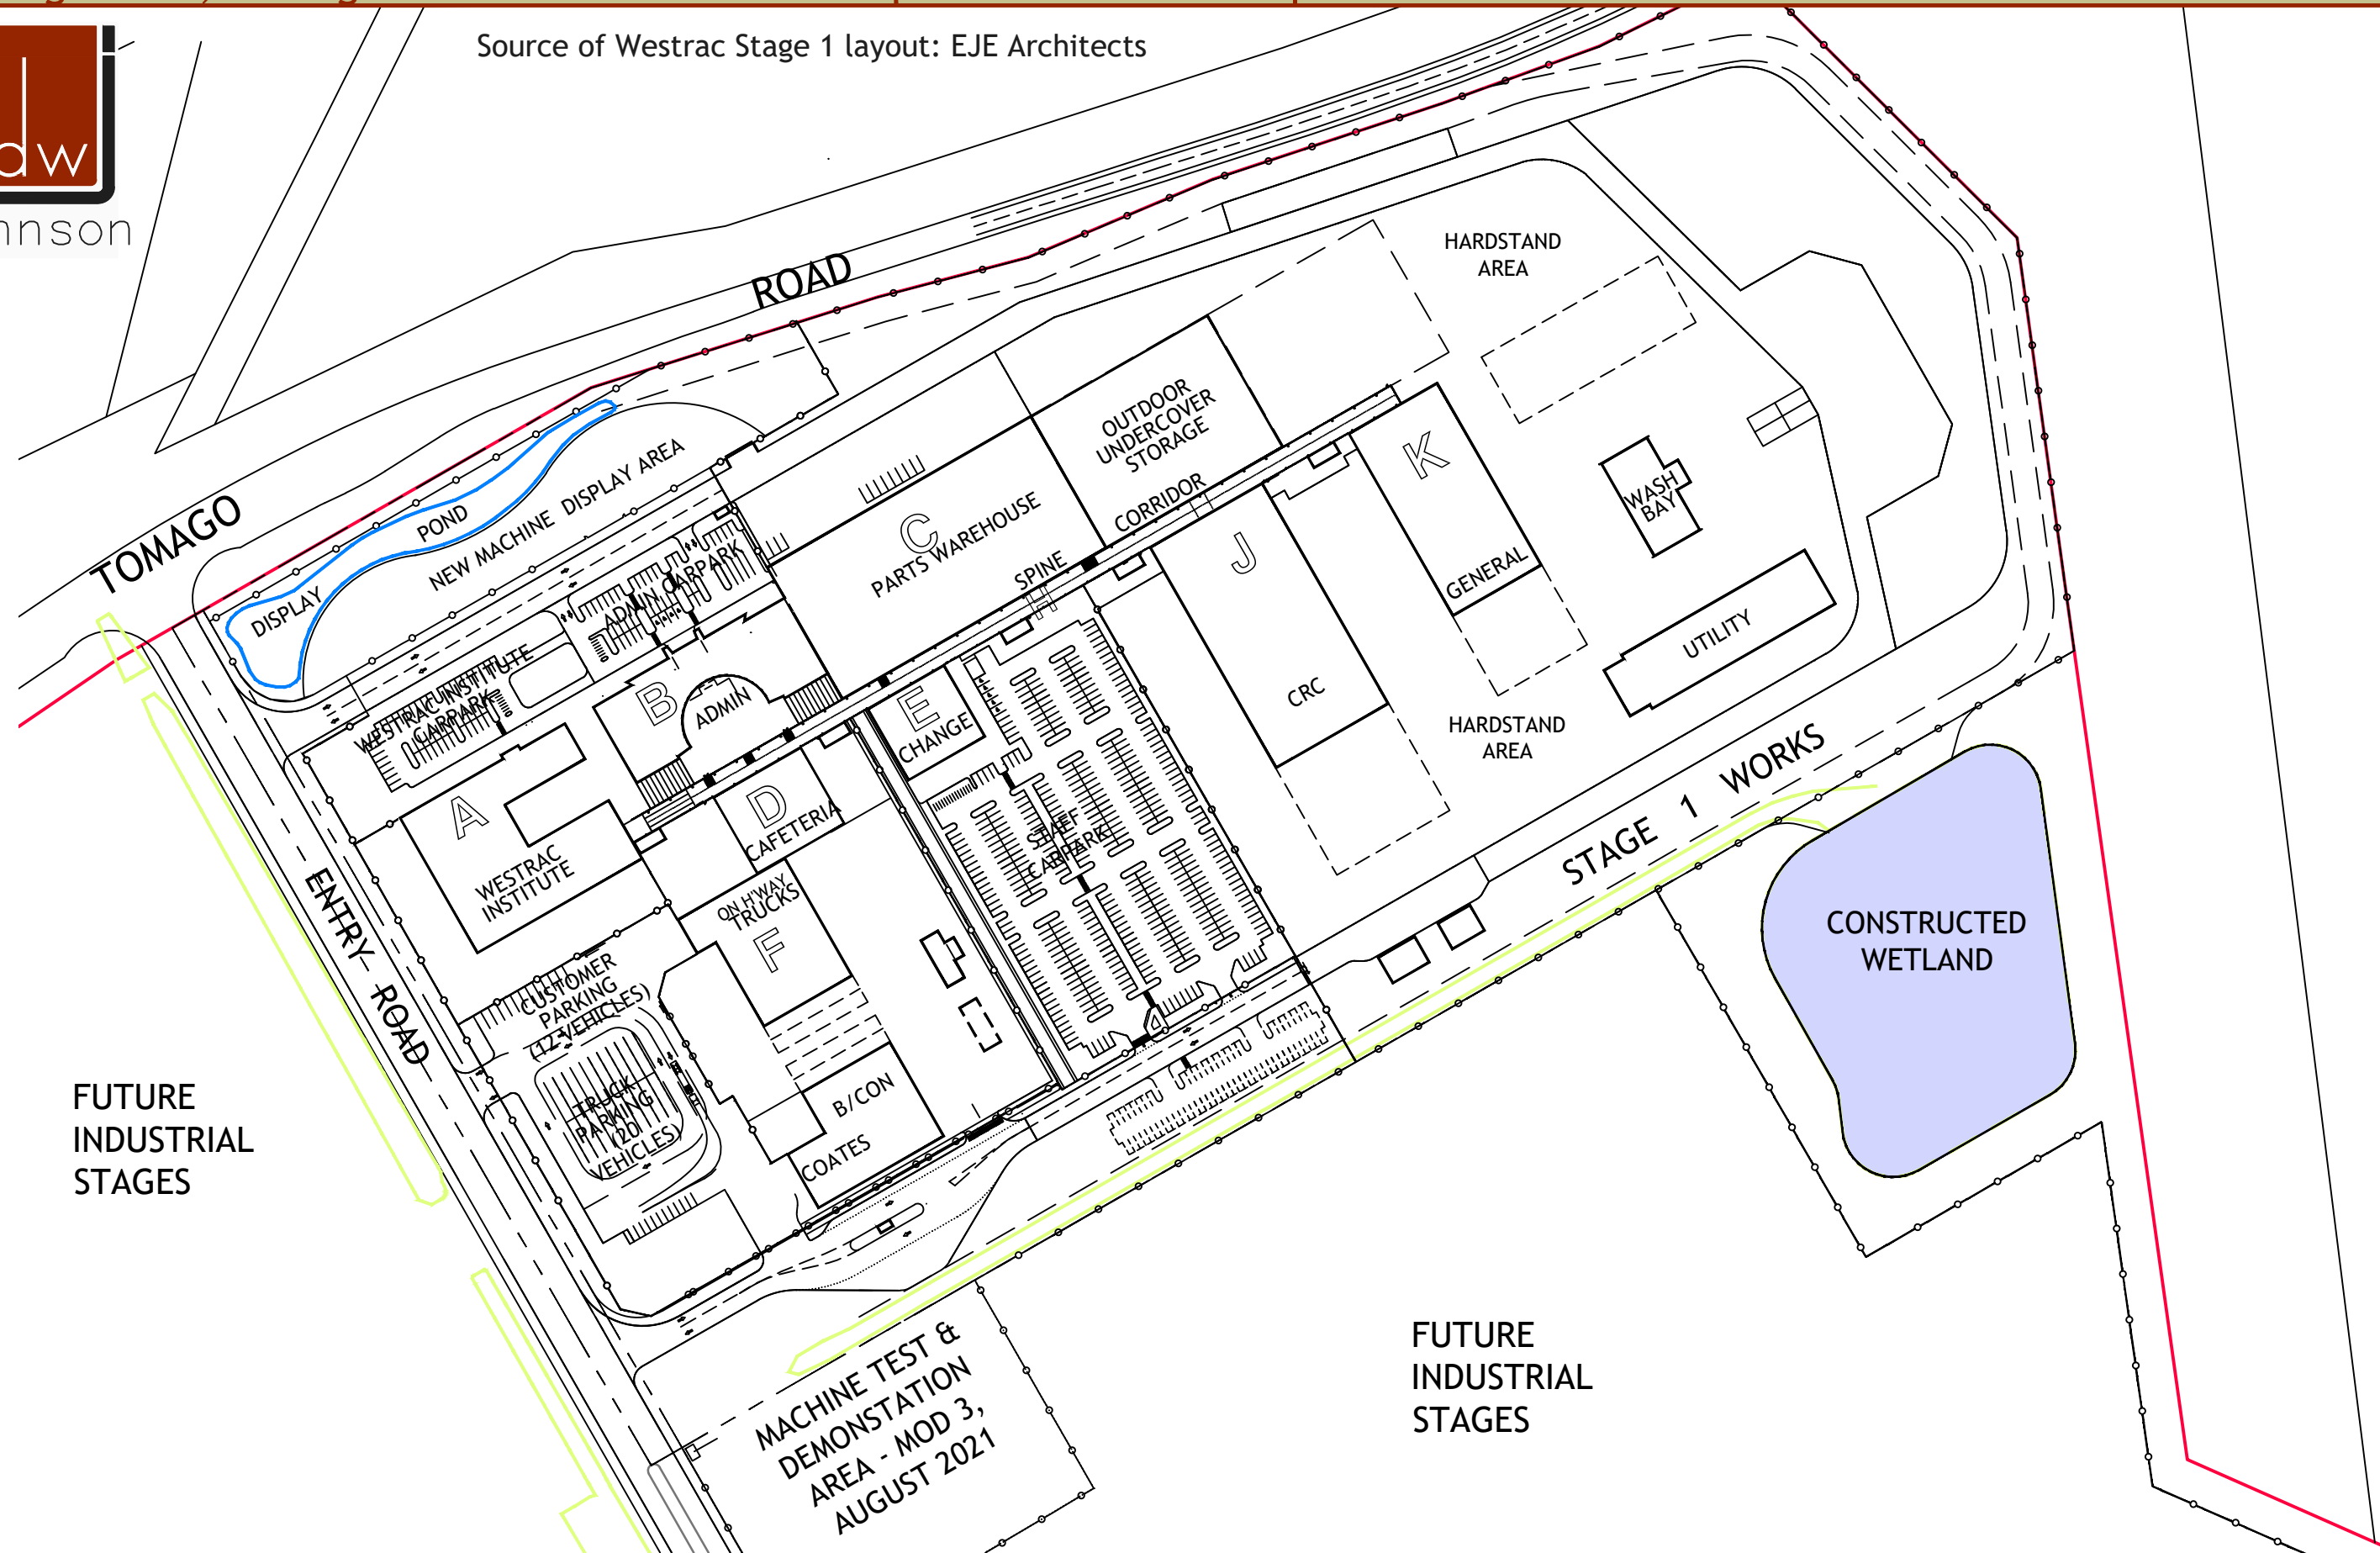 Source of Westrac Stage 1 layout: EJE Architects
dw
hnson
TOMAGO
ROAD
HARDSTAND
AREA
OUTDOOR
UNDERCOVER
STORAGE
POND
DISPLAY
NEW MACHINE DISPLAY AREA
ADMIN CARPARK
WESTRAC INSTITUTE
CARPARK
C
PARTS WAREHOUSE
SPINE
CORRIDOR
H
K
GENERAL
J
CRC
WASH
BAY
UTILITY
HARDSTAND
AREA
B
ADMIN
E
CHANGE
A
WESTRAC
INSTITUTE
D
CAFETERIA
STAFF
CARPARK
ON H'WAY
TRUCKS
F
ENTRY ROAD
CUSTOMER
PARKING
(12 VEHICLES)
TRUCK
PARKING
(20
VEHICLES)
B/CON
COATES
STAGE 1 WORKS
CONSTRUCTED
WETLAND
FUTURE
INDUSTRIAL
STAGES
MACHINE TEST &
DEMONSTATION
AREA - MOD 3,
AUGUST 2021
FUTURE
INDUSTRIAL
STAGES